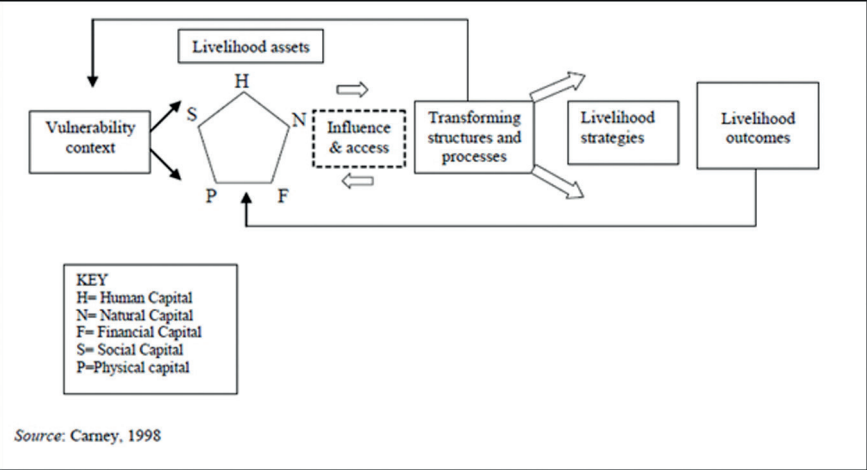 Livelihood assets
H
S
N
P
F
Vulnerability
context
Influence
& access
Transforming
structures and
processes
Livelihood
strategies
Livelihood
outcomes
KEY
H= Human Capital
N= Natural Capital
F= Financial Capital
S= Social Capital
P=Physical capital
Source: Carney, 1998